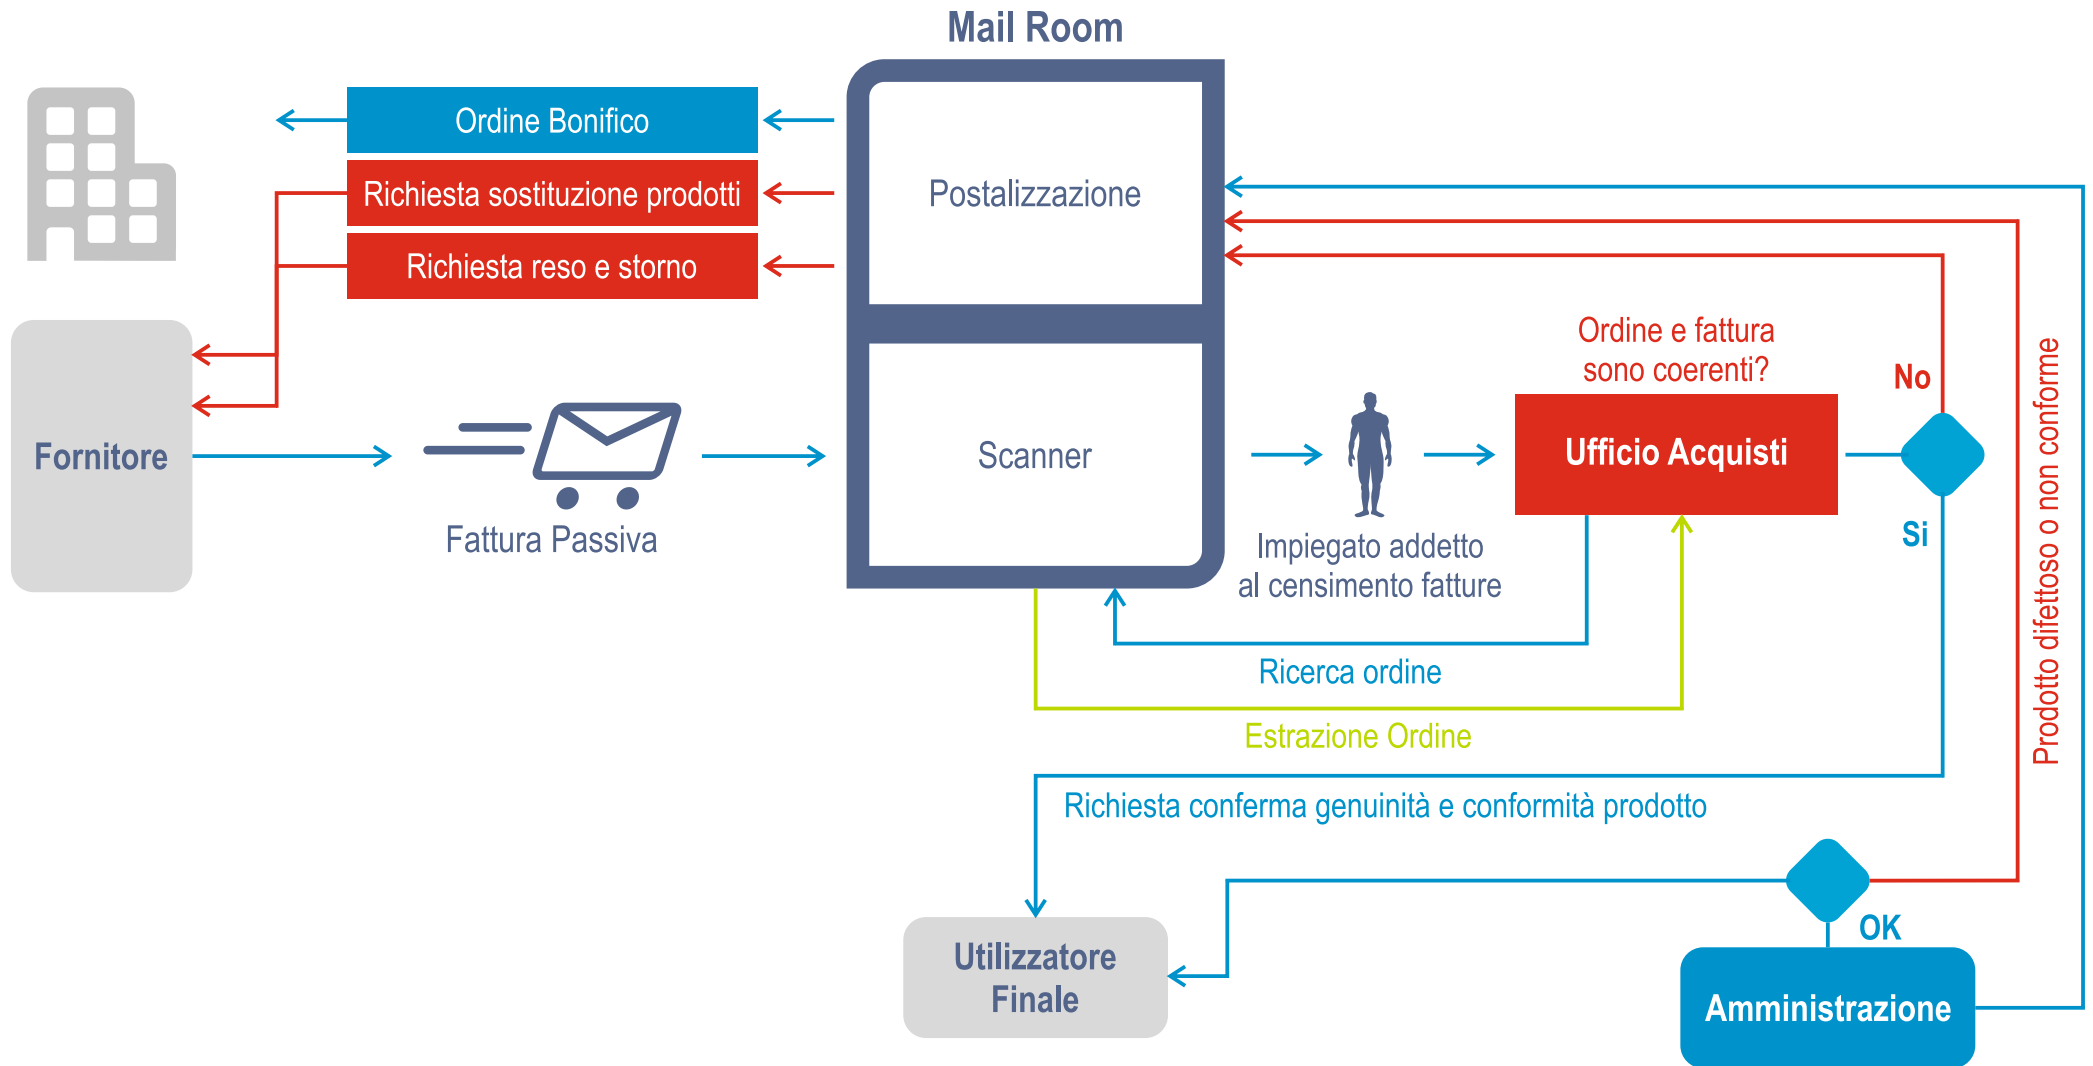 Mail Room
Ordine Bonifico
Richiesta sostituzione prodotti
Richiesta reso e storno
Postalizzazione
Fornitore
Fattura Passiva
Scanner
Impiegato addetto
al censimento fatture
Ordine e fattura
sono coerenti?
Ufficio Acquisti
No
Si
Prodotto difettoso o non conforme
Ricerca ordine
Estrazione Ordine
Richiesta conferma genuinità e conformità prodotto
Utilizzatore
Finale
OK
Amministrazione